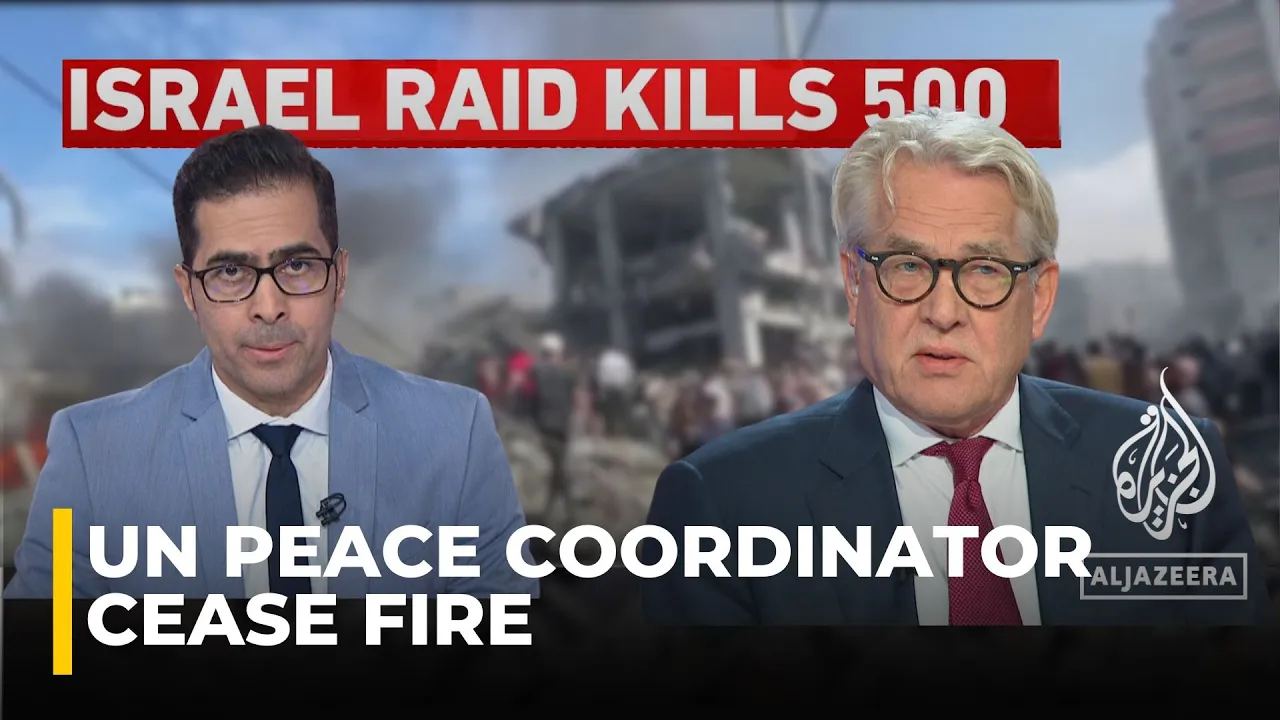 ISRAEL RAID KILLS 500
UN PEACE COORDINATOR
CEASE FIRE
الجزيرة
ALJAZEERA